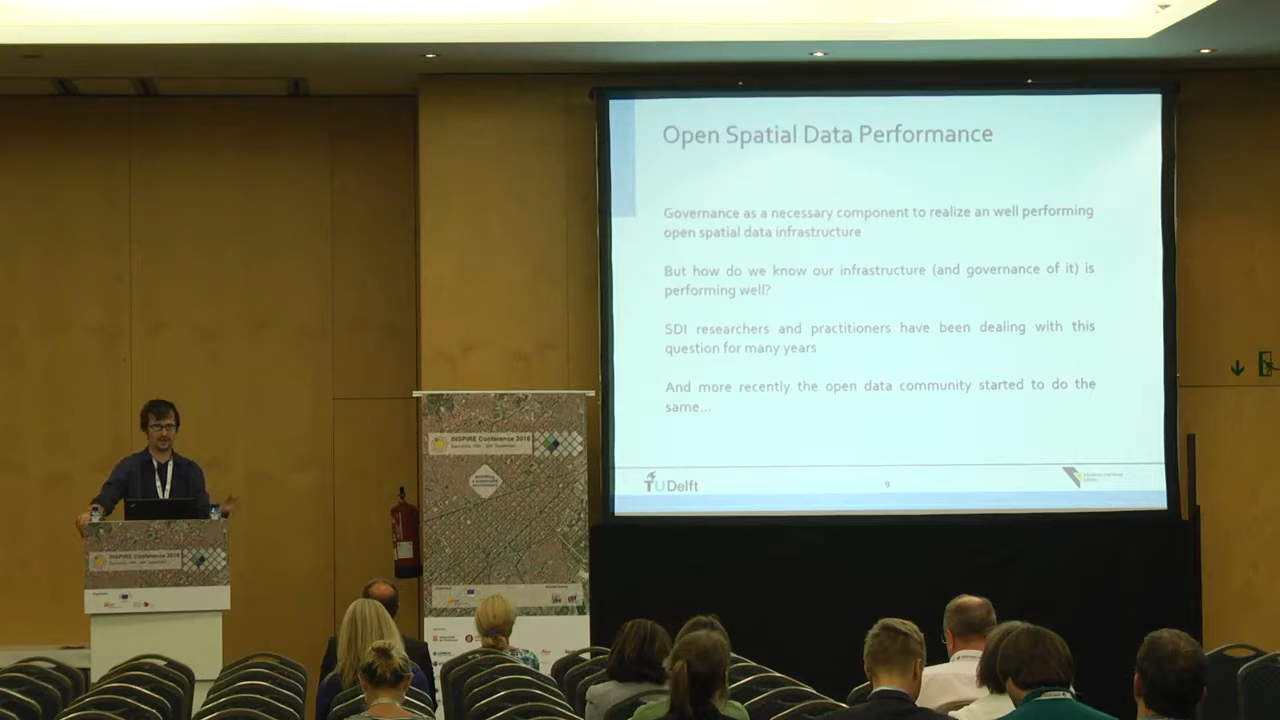 Open Spatial Data Performance
Governance as a necessary component to realize an well performing
open spatial data infrastructure
But how do we know our infrastructure (and governance of it) is
performing well?
SDI researchers and practitioners have been dealing with this
question for many years
And more recently the open data community started to do the
same...
TU Delft
9
INSPIRE Conference 2016
INSPIRE Conference 2016